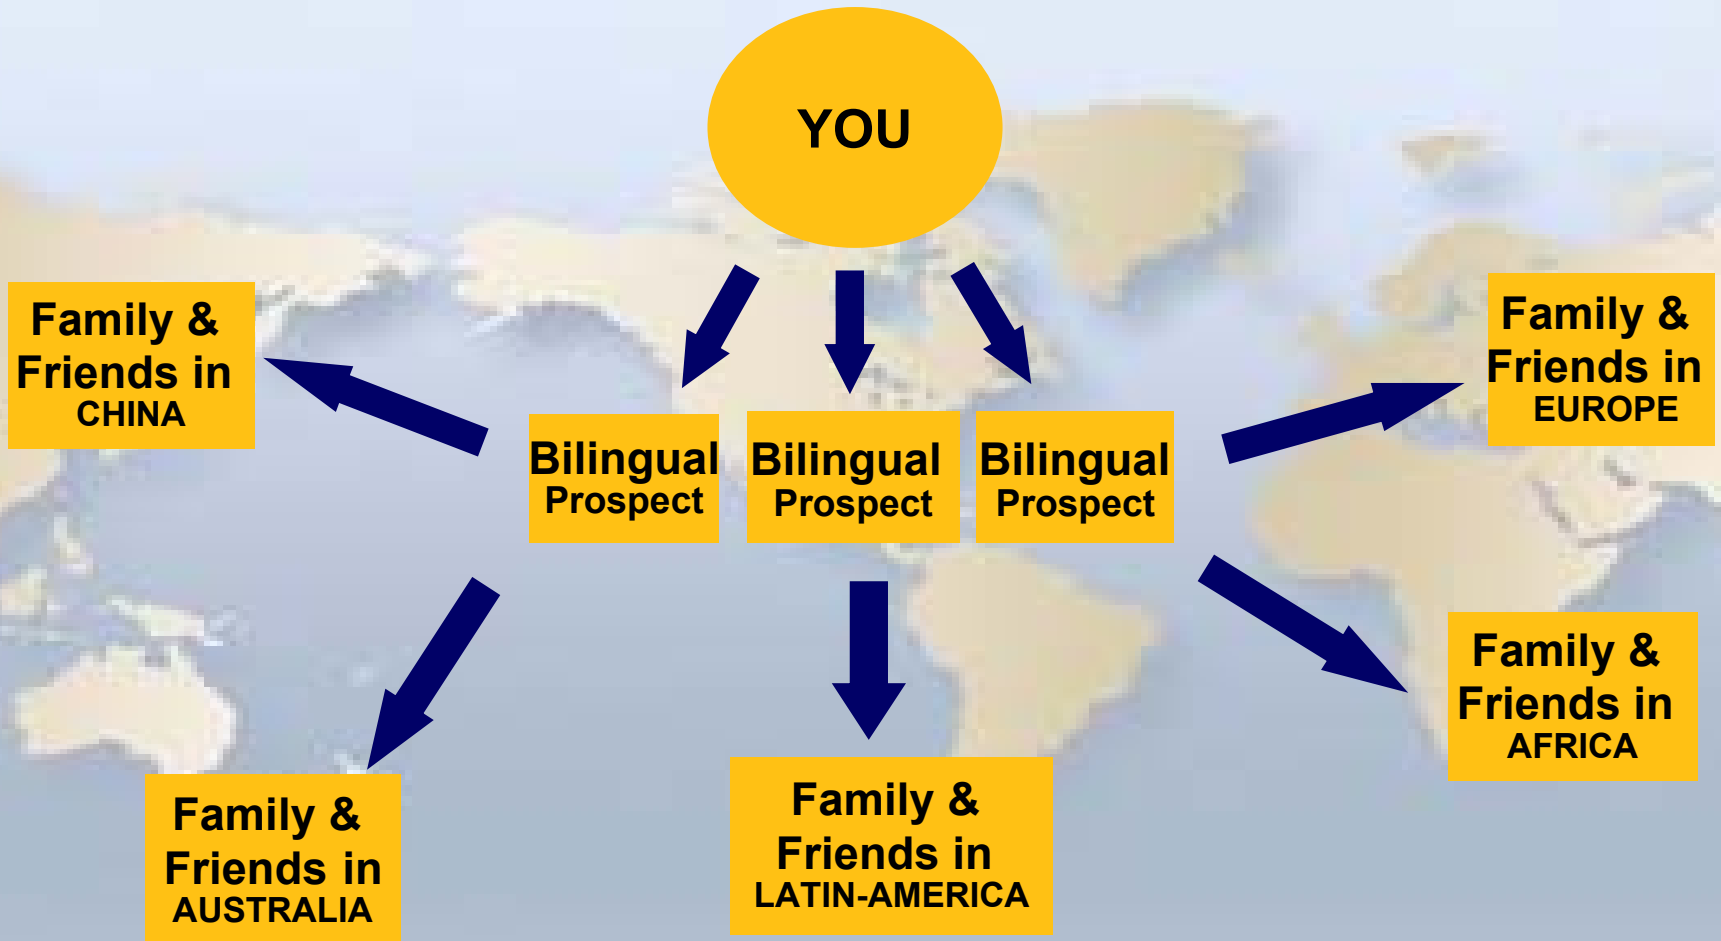 YOU
Family &
Friends in
CHINA
Bilingual
Prospect
Bilingual
Prospect
Bilingual
Prospect
Family &
Friends in
EUROPE
Family &
Friends in
AUSTRALIA
Family &
Friends in
LATIN-AMERICA
Family &
Friends in
AFRICA